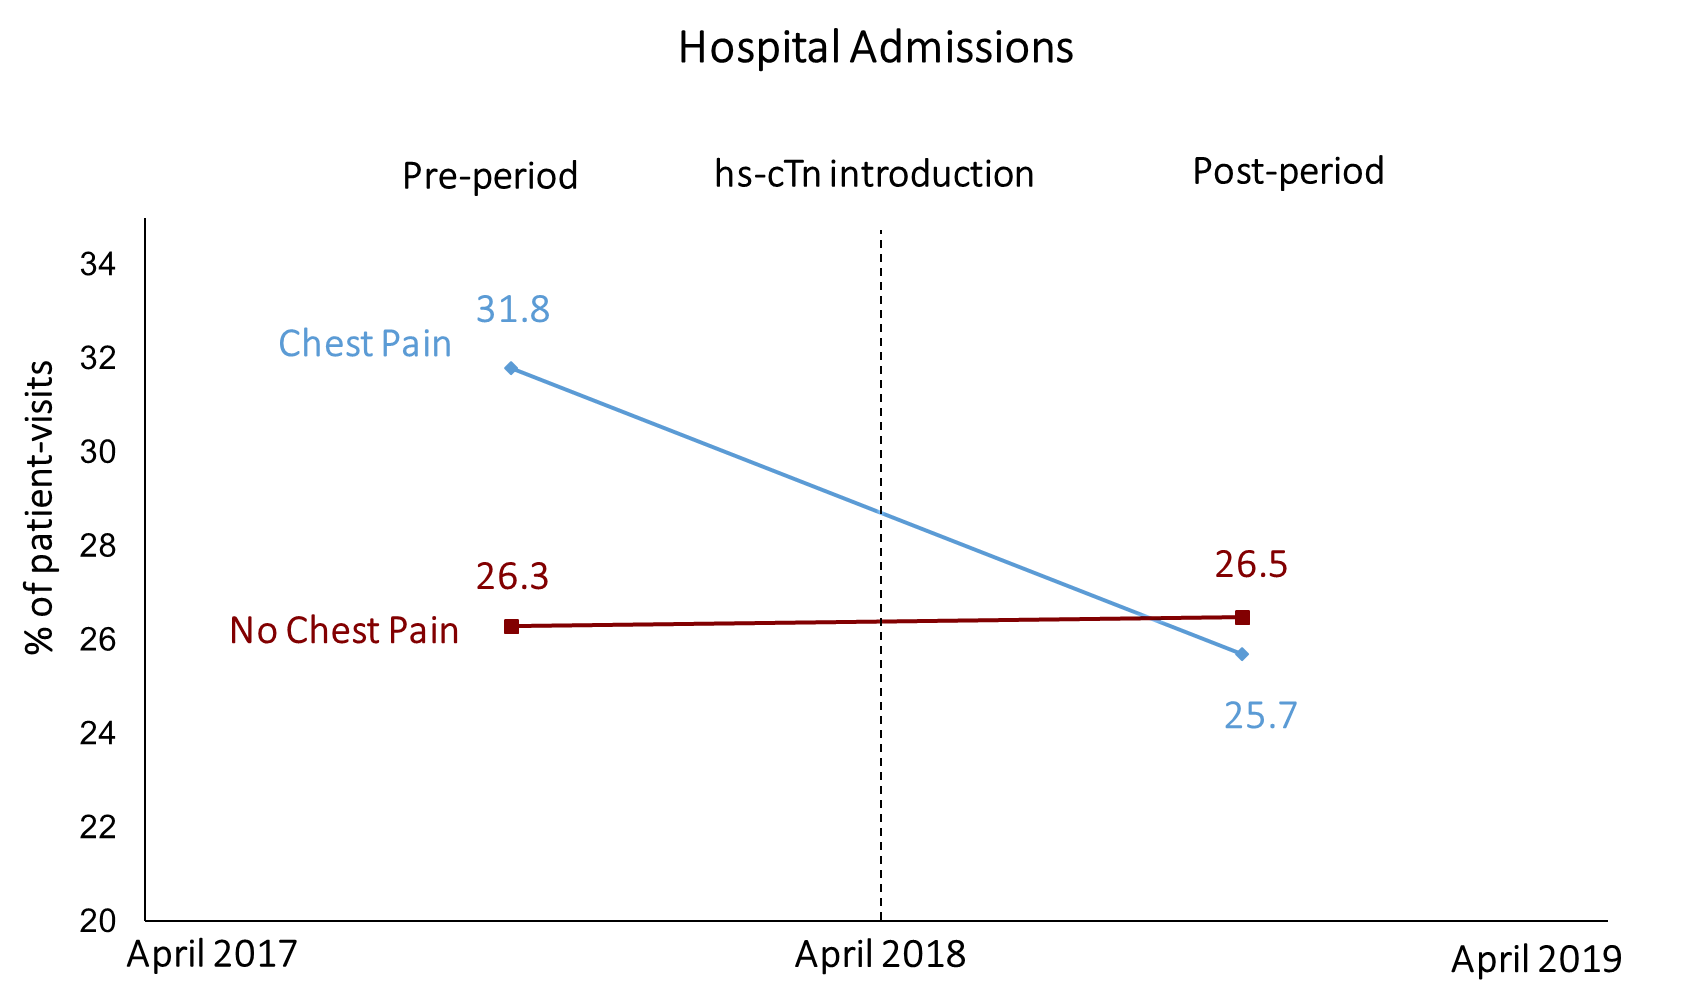 Hospital Admissions
Pre-period
hs-cTn introduction
Post-period
34
32
30
28
26
24
22
20
% of patient-visits
Chest Pain
31.8
26.3
No Chest Pain
26.5
25.7
April 2017
April 2018
April 2019